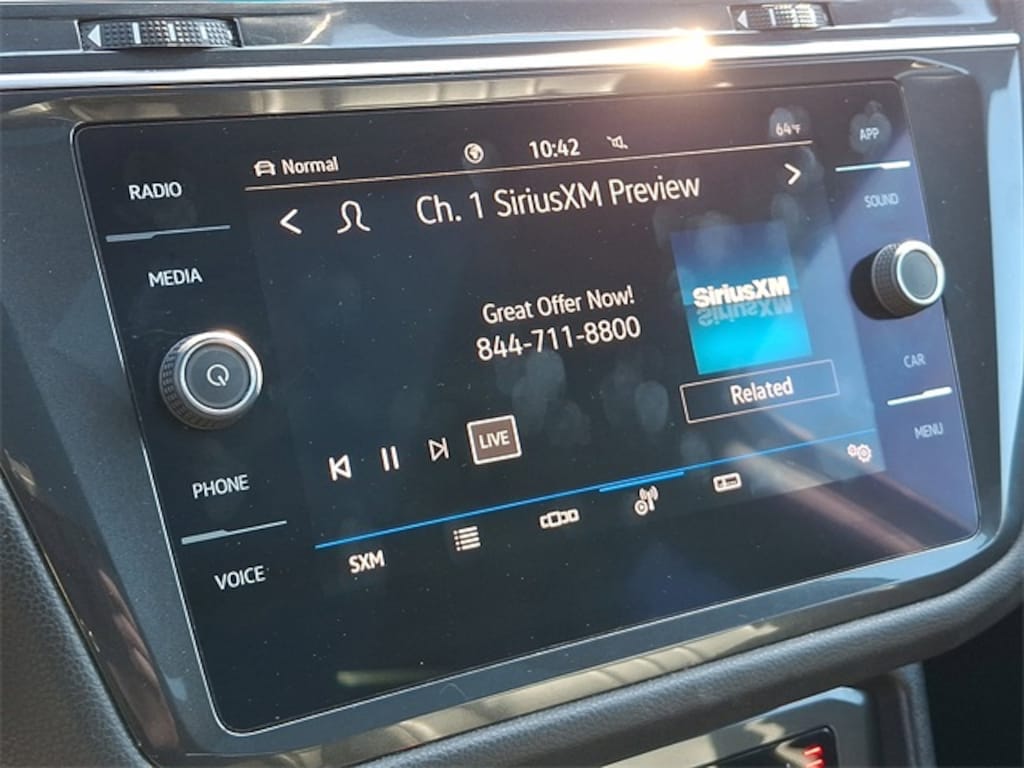 RADIO
MEDIA
PHONE
VOICE
Normal
10:42
64°F
Ch. 1 SiriusXM Preview
Great Offer Now!
844-711-8800
SiriusXM
Related
LIVE
SXM
APP
SOUND
CAR
MENU